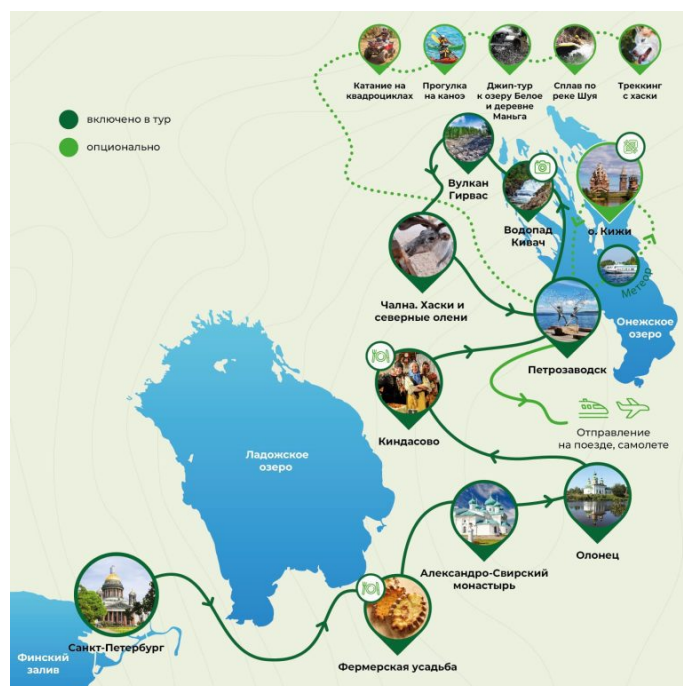 Катание на
квадроциклах
Прогулка
на каноэ
Джип-тур
к озеру Белое
и деревне
Маньга
Сплав по
реке Шуя
Треккинг
с хаски
включено в тур
опционально
Вулкан
Гирвас
Водопад
Кивач
о. Кижи
Метеор
Чална. Хаски и
северные олени
Онежское
озеро
Петрозаводск
Киндасово
Отправление
на поезде, самолете
Ладожское
озеро
Олонец
Александро-Свирский
монастырь
Санкт-Петербург
Финский
залив
Фермерская усадьба